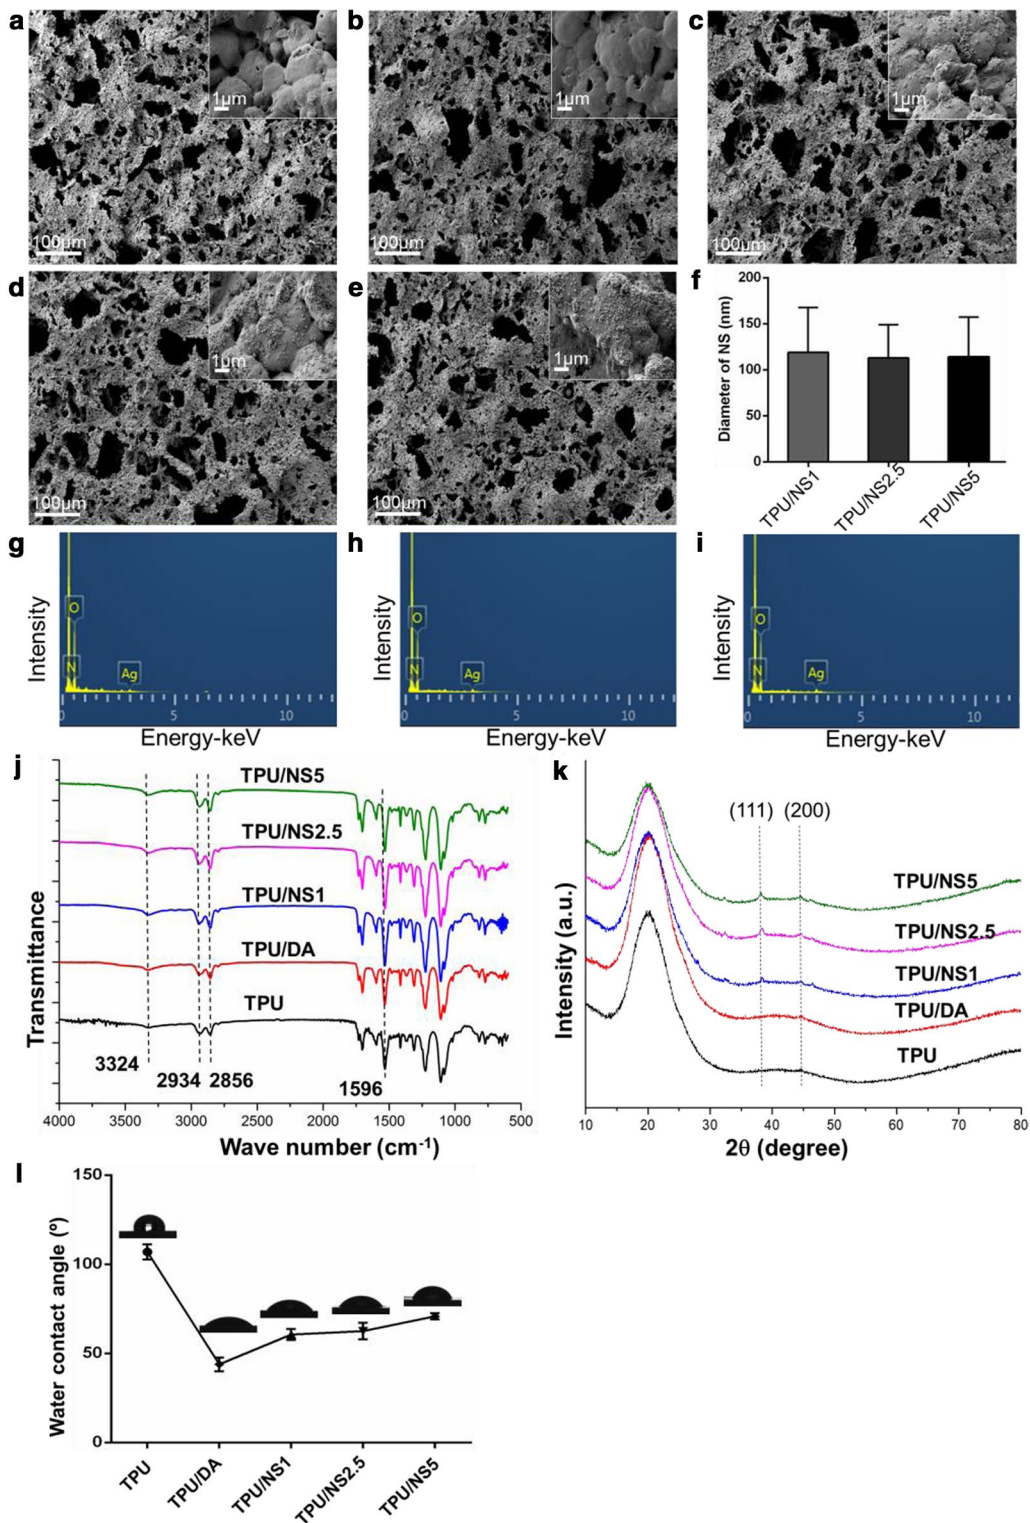 a
1µm
100µm
b
1µm
100µm
c
1µm
100µm
d
1µm
100µm
e
1µm
100µm
f
Diameter of NS (nm)
200
150
100
50
0
TPU/NS1
TPU/NS2.5
TPU/NS5
g
Intensity
O
N
Ag
0
5
10
Energy-keV
h
Intensity
O
N
Ag
0
5
10
Energy-keV
i
Intensity
O
N
Ag
0
5
10
Energy-keV
j
Transmittance
TPU/NS5
TPU/NS2.5
TPU/NS1
TPU/DA
TPU
3324
2934
2856
1596
4000
3500
3000
2500
2000
1500
1000
500
Wave number (cm-1)
k
Intensity (a.u.)
(111)
(200)
TPU/NS5
TPU/NS2.5
TPU/NS1
TPU/DA
TPU
10
20
30
40
50
60
70
80
2θ (degree)
l
Water contact angle (º)
150
100
50
0
TPU
TPU/DA
TPU/NS1
TPU/NS2.5
TPU/NS5